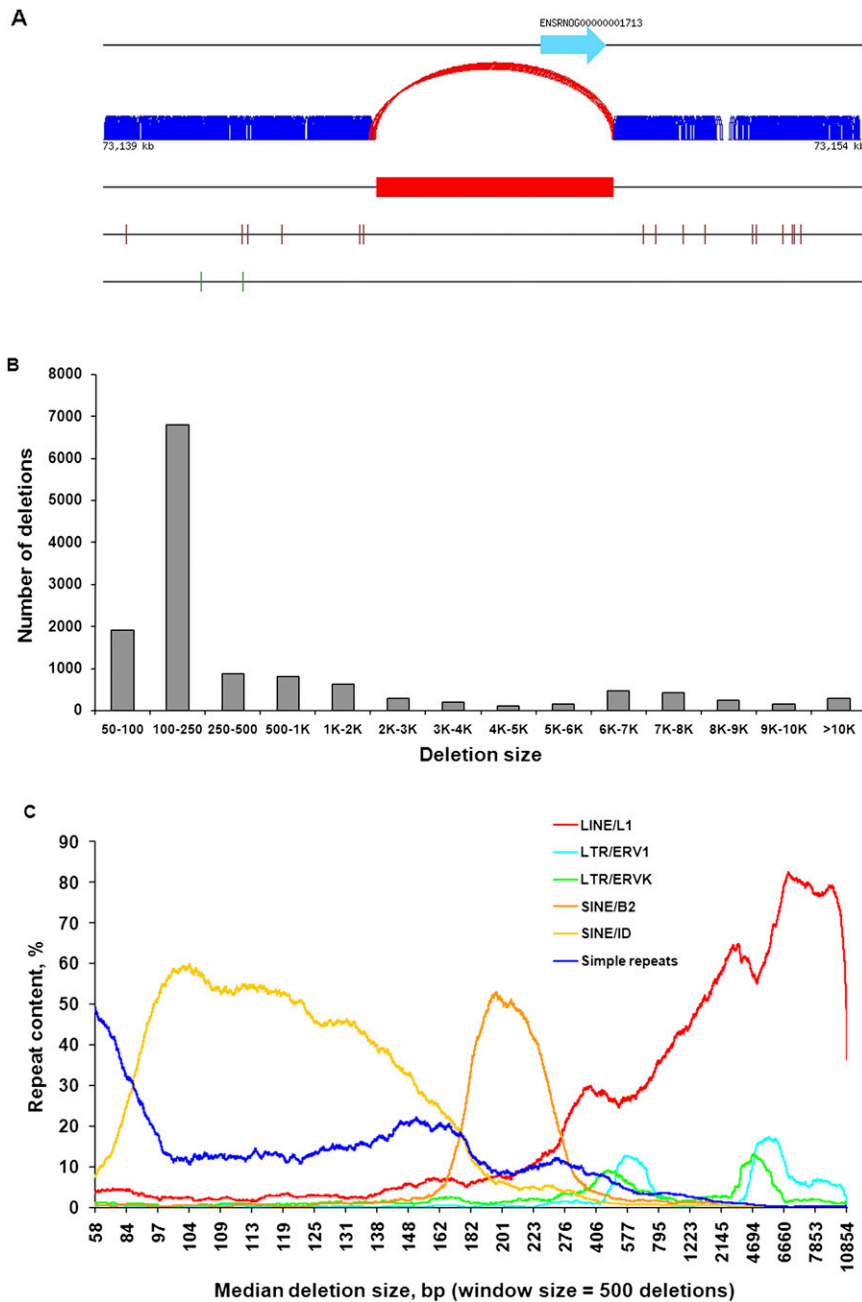 A
ENSRNOG00000001713
73,139 kb
73,154 kb
B
8000
7000
6000
5000
4000
3000
2000
1000
0
Number of deletions
50-100 100-250 250-500 500-1K 1K-2K 2K-3K 3K-4K 4K-5K 5K-6K 6K-7K 7K-8K 8K-9K 9K-10K >10K
Deletion size
C
LINE/L1
LTR/ERV1
LTR/ERVK
SINE/B2
SINE/ID
Simple repeats
90
80
70
60
50
40
30
20
10
0
Repeat content, %
58 84 97 104 109 113 119 125 131 138 148 162 182 201 223 276 406 577 795 1223 2145 4694 6660 7853 10854
Median deletion size, bp (window size = 500 deletions)